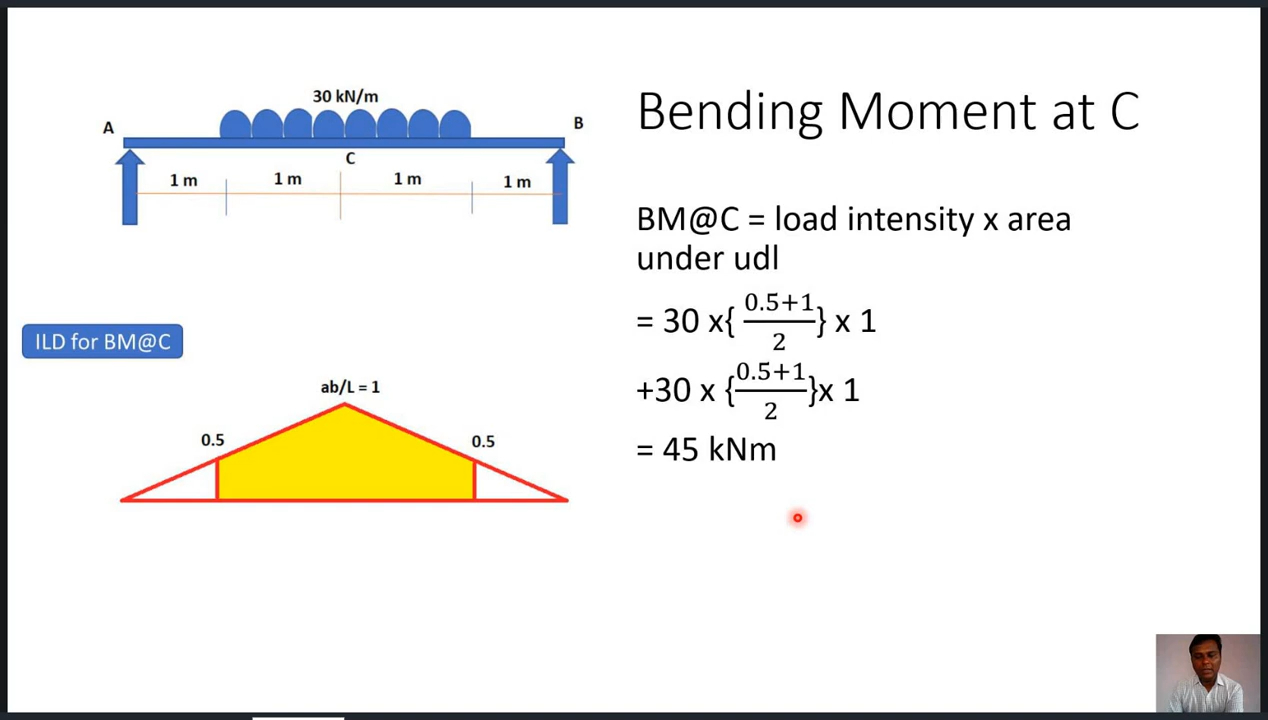 30 kN/m
A
B
C
1 m
1 m
1 m
1 m
ILD for BM@C
ab/L = 1
0.5
0.5
Bending Moment at C
BM@C = load intensity x area
under udl
= 30 x{ (0.5+1)/2 } x 1
+30 x {(0.5+1)/2}x 1
= 45 kNm